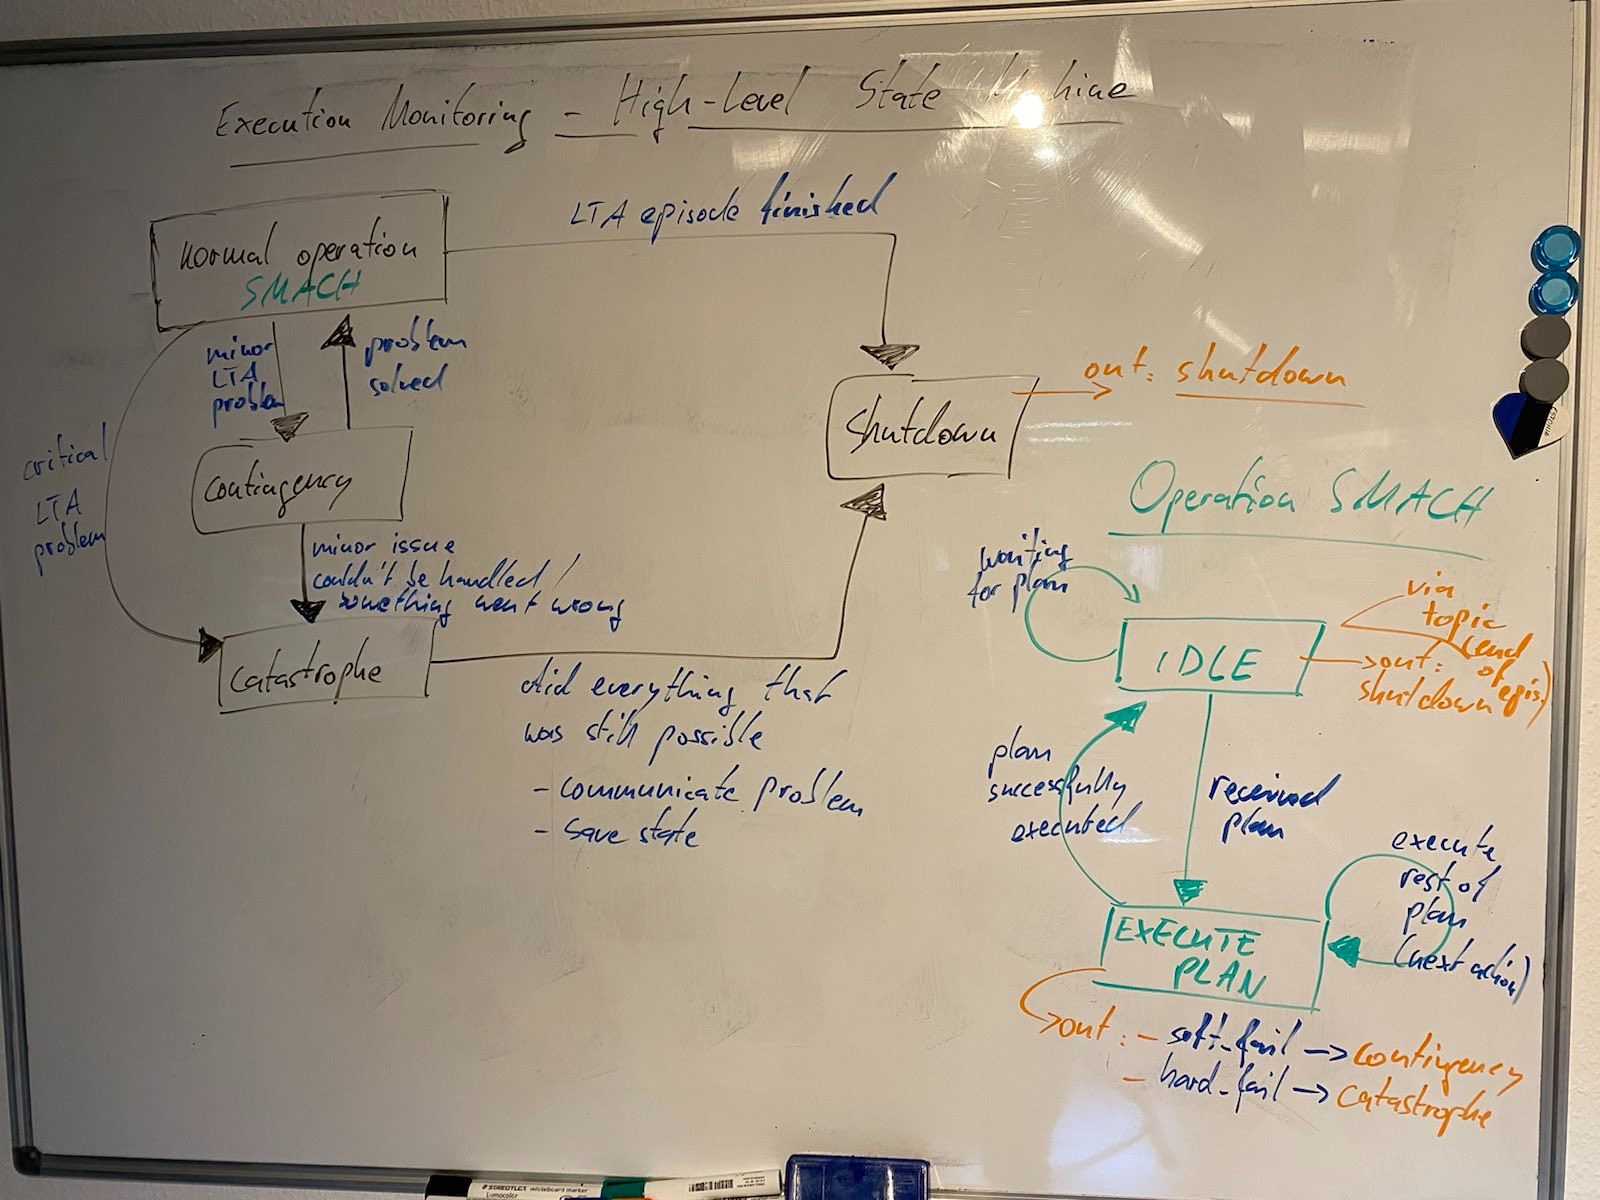 Execution Monitoring - High-Level State Machine
normal operation
SMACH
LTA episode finished
minor
LTA
problem
problem
solved
critical
LTA
problem
contingency
minor issue
couldn't be handled /
something went wrong
catastrophe
did everything that
was still possible
- communicate problem
- save state
shutdown
out: shutdown
Operation SMACH
waiting
for plan
IDLE
via
topic
(end
of
epis.)
out:
shutdown
plan
successfully
executed
received
plan
EXECUTE
PLAN
execute
rest of
plan
(next action)
out: - soft_fail -> contingency
- hard_fail -> catastrophe
STAEDTLER whiteboard marker
Lumocolor